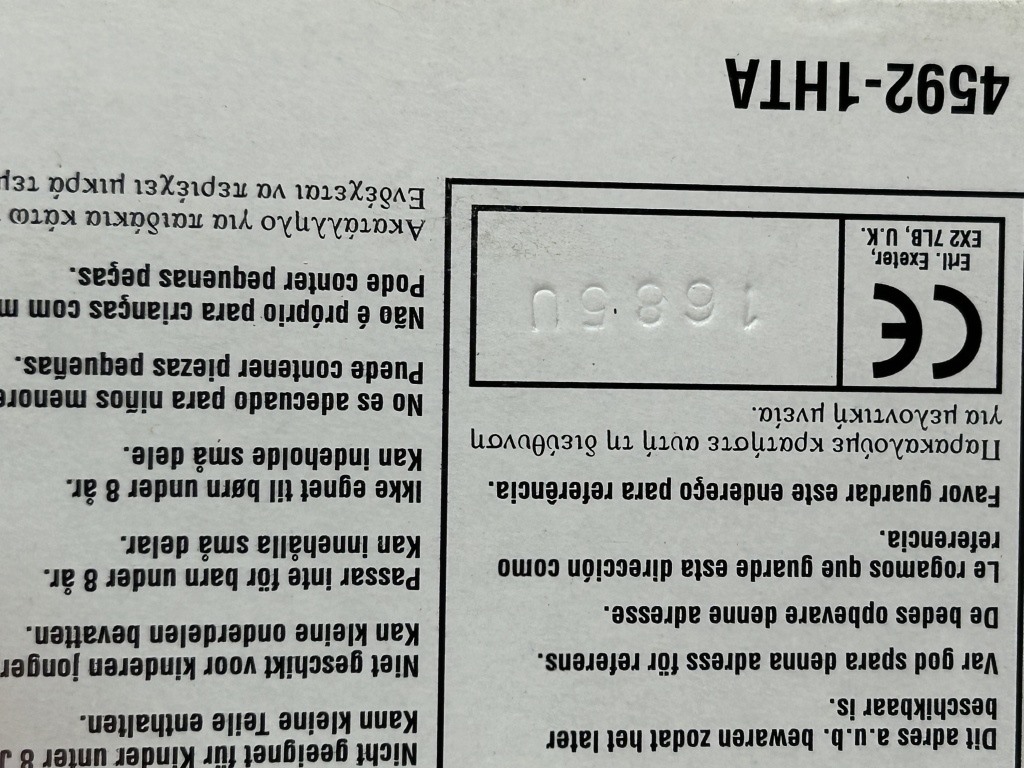 Dit adres a.u.b. bewaren zodat het later
beschikbaar is.
Var god spara denna adress för referens.
De bedes opbevare denne adresse.
Le rogamos que guarde esta dirección como
referencia.
Favor guardar este endereço para referência.
Παρακαλούμε κρατήστε αυτή τη διεύθυνση
για μελοντική μνεία.
CE
Ertl. Exeter,
EX2 7LB, U.K.
4592-1HTA
Nicht geeignet für Kinder unter 8 J
Kann kleine Teile enthalten.
Niet geschikt voor kinderen jonger
Kan kleine onderdelen bevatten.
Passar inte för barn under 8 år.
Kan innehålla små delar.
Ikke egnet til børn under 8 år.
Kan indeholde små dele.
No es adecuado para niños menore
Puede contener piezas pequeñas.
Não é próprio para crianças com m
Pode conter pequenas peças.
Ακατάλληλο για παιδάκια κάτω
Ενδέχεται να περιέχει μικρά τεμ